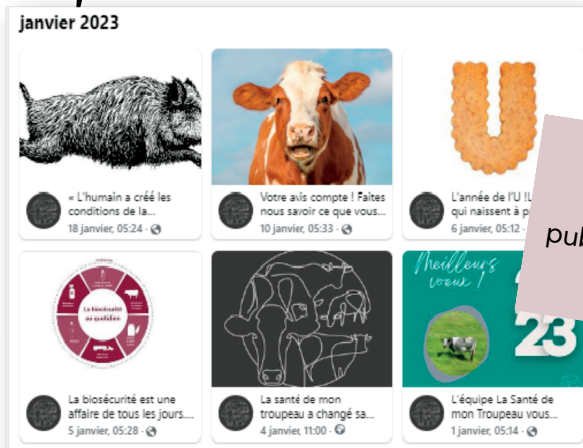 janvier 2023
« L'humain a créé les
conditions de la...
18 janvier, 05:24 ·
Votre avis compte ! Faites
nous savoir ce que vous...
10 janvier, 05:33 ·
L'année de l'U !L
qui naissent à p
6 janvier, 05:12 ·
pub
La biosécurité
au quotidien
La biosécurité est une
affaire de tous les jours....
5 janvier, 05:28 ·
La santé de mon
troupeau a changé sa...
4 janvier, 11:00 ·
Meilleurs
voeux !
23
L'équipe La Santé de
mon Troupeau vous...
1 janvier, 05:14 ·